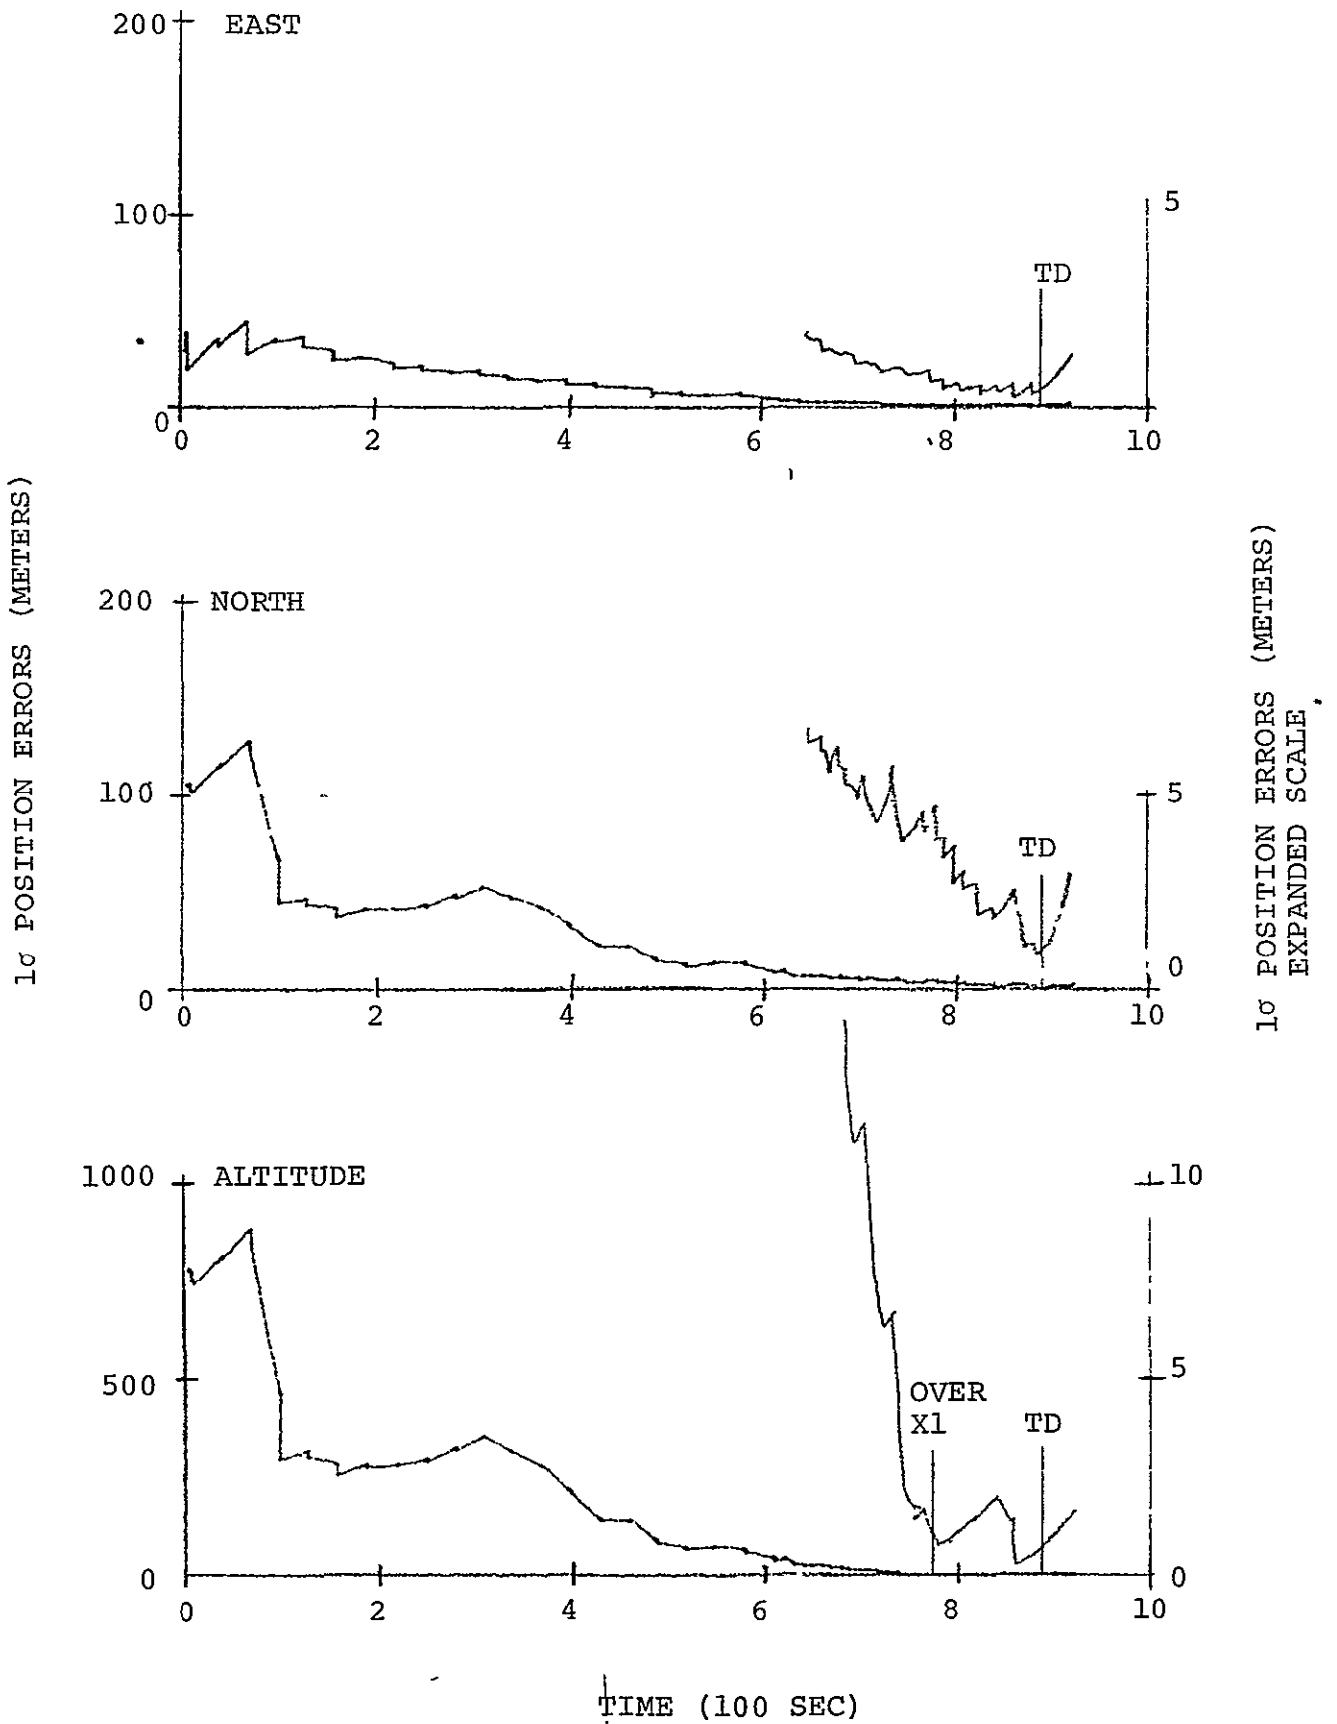 200 EAST
100
5
TD
0
0 2 4 6 8 10
1σ POSITION ERRORS (METERS)
200 NORTH
100
5
TD
0
0
0 2 4 6 8 10
1σ POSITION ERRORS (METERS)
EXPANDED SCALE
1000 ALTITUDE
10
500
5
OVER
X1
TD
0
0
0 2 4 6 8 10
TIME (100 SEC)